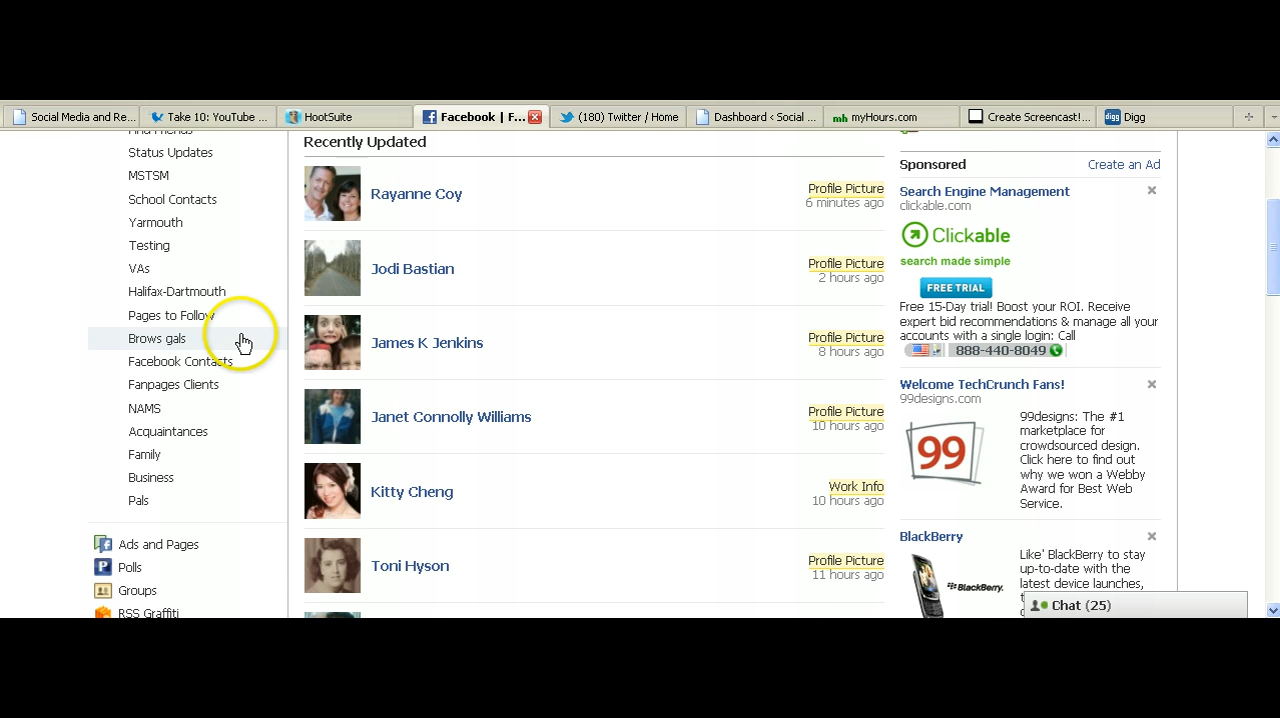 Social Media and Re...
Take 10: YouTube ...
HootSuite
Facebook | F...
(180) Twitter / Home
Dashboard ‹ Social ...
mh myHours.com
Create Screencast!...
digg Digg
Find Friends
Status Updates
MSTSM
School Contacts
Yarmouth
Testing
VAs
Halifax-Dartmouth
Pages to Follow
Brows gals
Facebook Contacts
Fanpages Clients
NAMS
Acquaintances
Family
Business
Pals
Ads and Pages
Polls
Groups
RSS Graffiti
Recently Updated
Rayanne Coy
Profile Picture
6 minutes ago
Jodi Bastian
Profile Picture
2 hours ago
James K Jenkins
Profile Picture
8 hours ago
Janet Connolly Williams
Profile Picture
10 hours ago
Kitty Cheng
Work Info
10 hours ago
Toni Hyson
Profile Picture
11 hours ago
Sponsored
Create an Ad
Search Engine Management
clickable.com
Clickable
search made simple
FREE TRIAL
Free 15-Day trial! Boost your ROI. Receive
expert bid recommendations & manage all your
accounts with a single login: Call
888-440-8049
Welcome TechCrunch Fans!
99designs.com
99
99designs: The #1
marketplace for
crowdsourced design.
Click here to find out
why we won a Webby
Award for Best Web
Service.
BlackBerry
BlackBerry.
Like' BlackBerry to stay
up-to-date with the
latest device launches,
Chat (25)